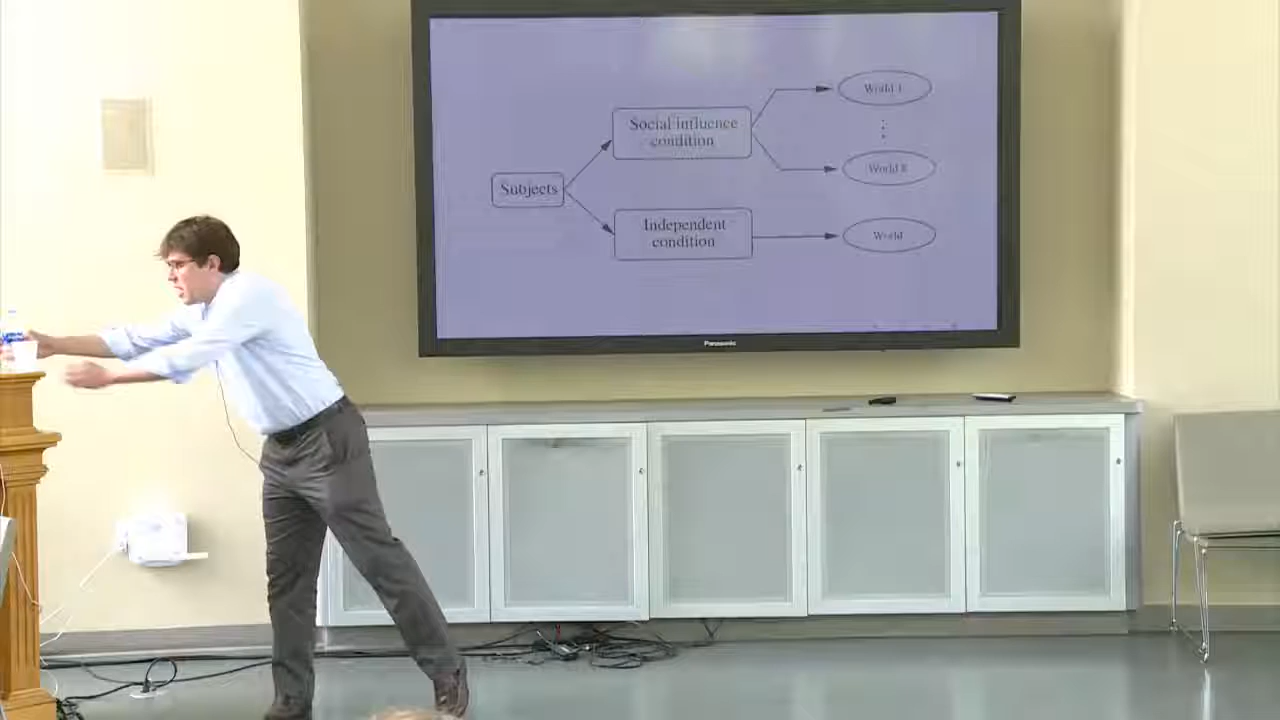 World 1
Social influence
condition
World 8
Subjects
Independent
condition
World
Panasonic